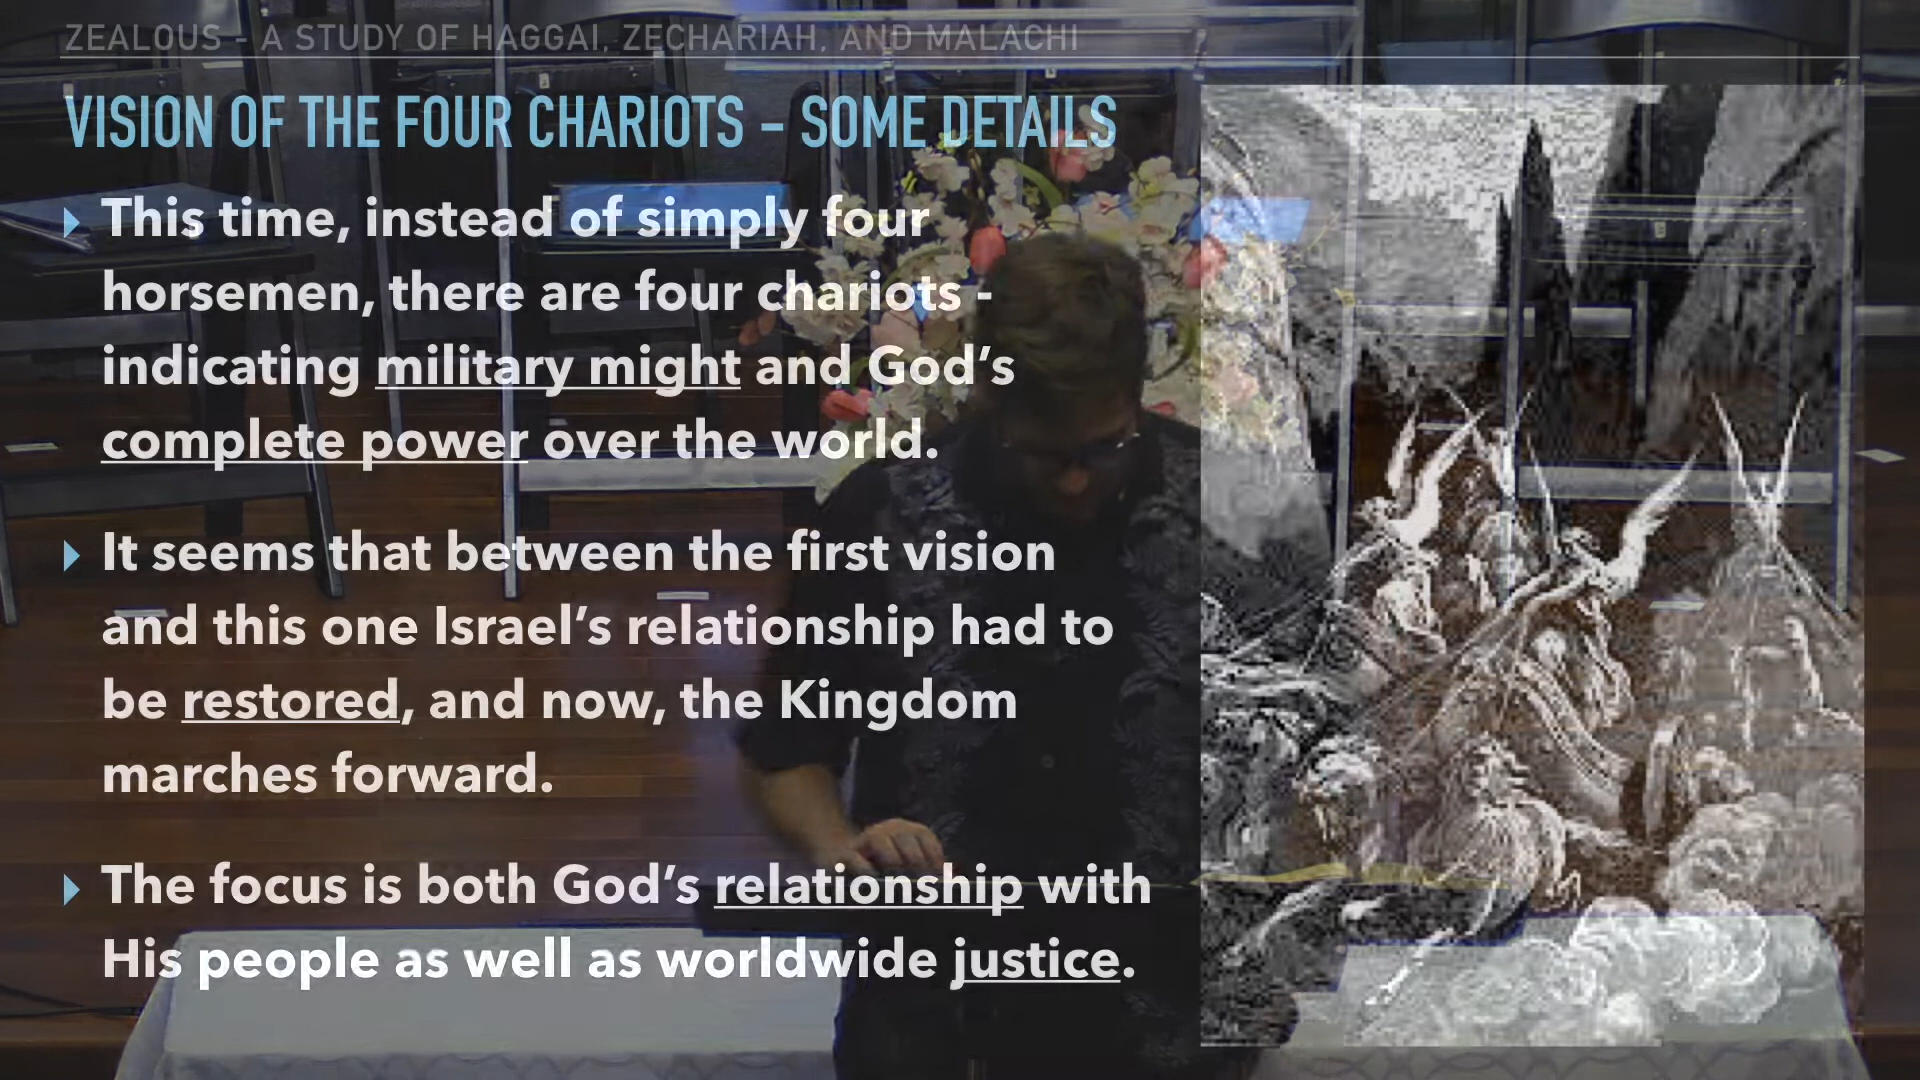 ZEALOUS - A STUDY OF HAGGAI, ZECHARIAH, AND MALACHI
VISION OF THE FOUR CHARIOTS – SOME DETAILS
This time, instead of simply four
horsemen, there are four chariots -
indicating military might and God’s
complete power over the world.
It seems that between the first vision
and this one Israel’s relationship had to
be restored, and now, the Kingdom
marches forward.
The focus is both God’s relationship with
His people as well as worldwide justice.